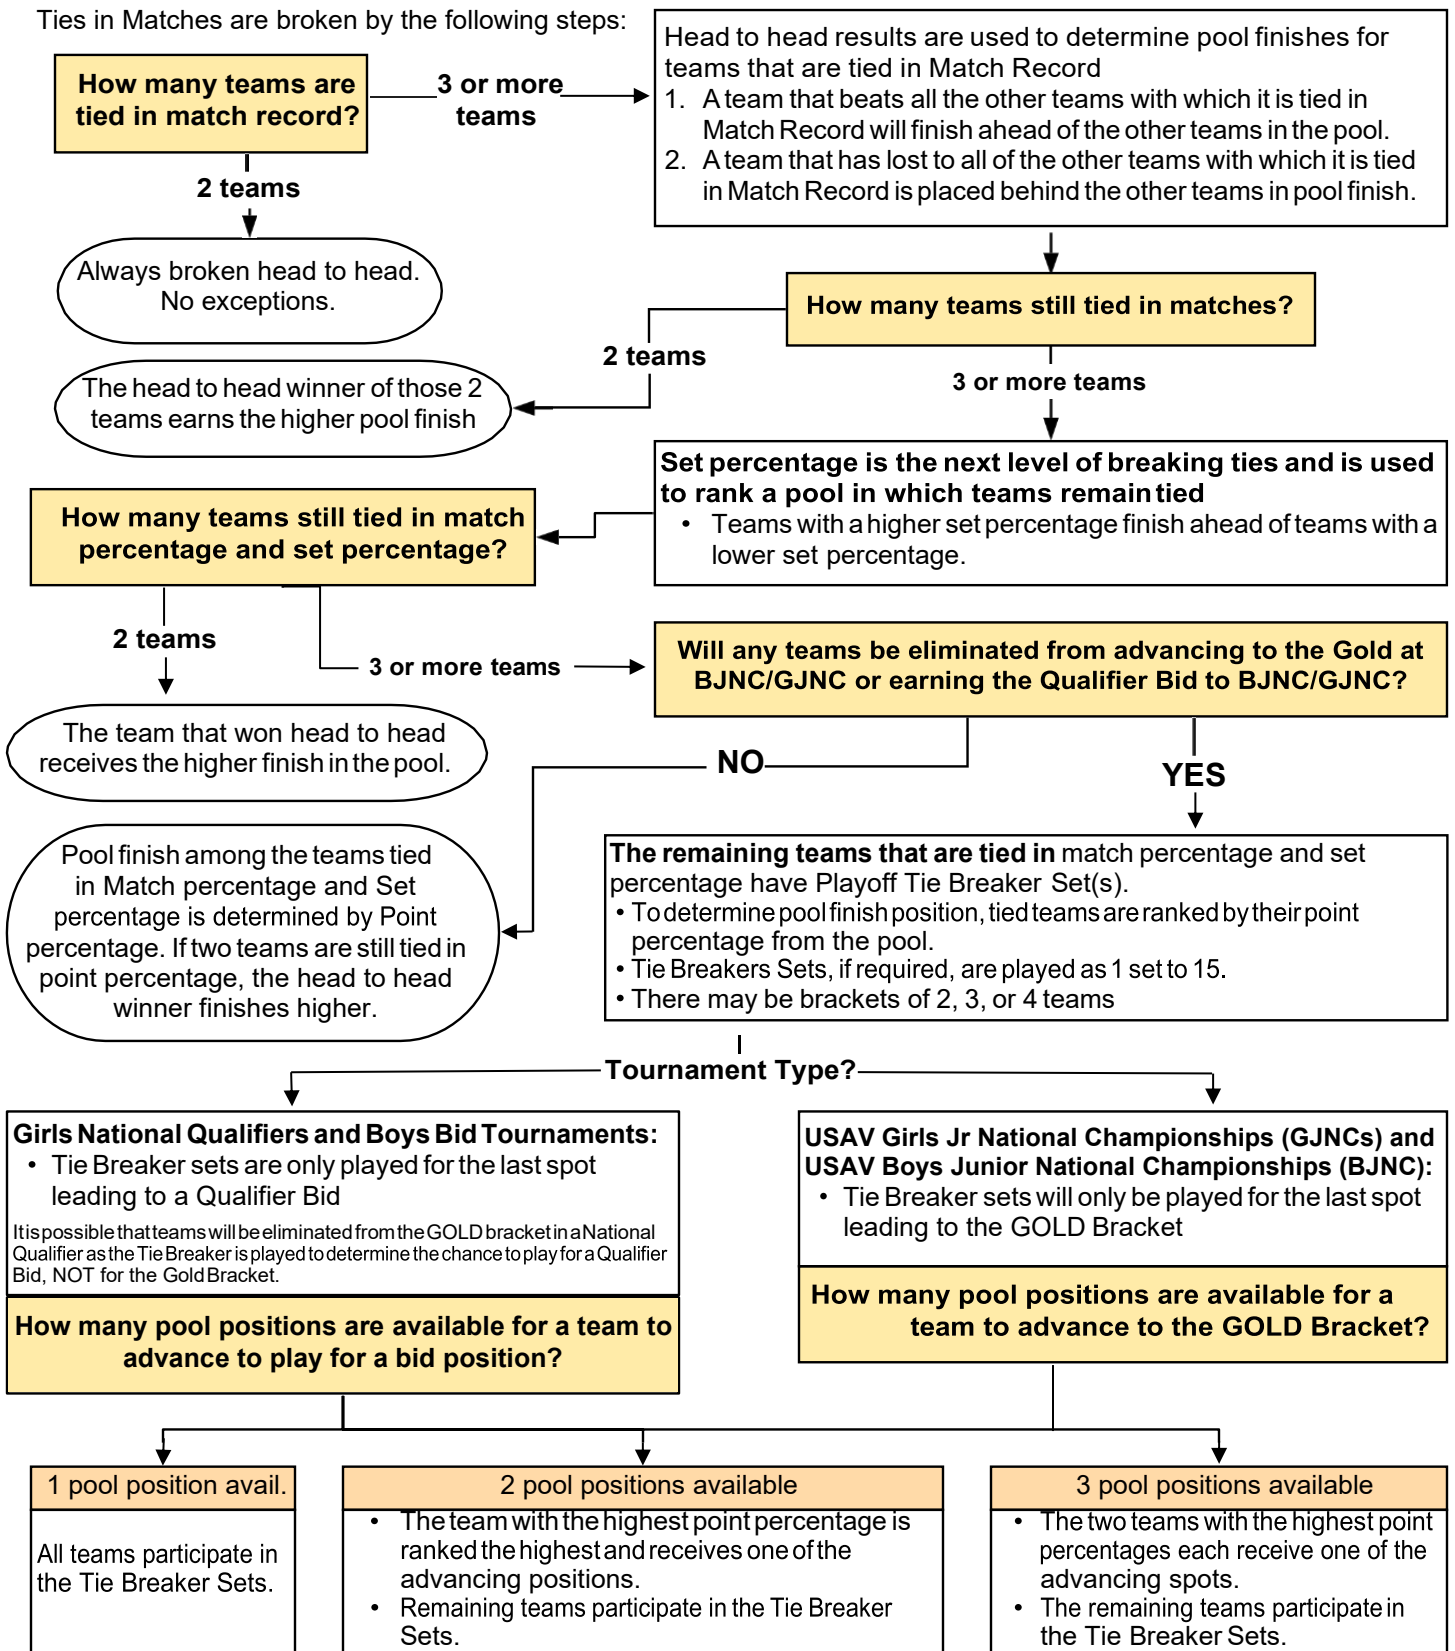 Ties in Matches are broken by the following steps:
How many teams are
tied in match record?
3 or more
teams
Head to head results are used to determine pool finishes for
teams that are tied in Match Record
1. A team that beats all the other teams with which it is tied in
Match Record will finish ahead of the other teams in the pool.
2. A team that has lost to all of the other teams with which it is tied
in Match Record is placed behind the other teams in pool finish.
2 teams
Always broken head to head.
No exceptions.
How many teams still tied in matches?
2 teams
The head to head winner of those 2
teams earns the higher pool finish
3 or more teams
Set percentage is the next level of breaking ties and is used
to rank a pool in which teams remain tied
• Teams with a higher set percentage finish ahead of teams with a
lower set percentage.
How many teams still tied in match
percentage and set percentage?
2 teams
3 or more teams
The team that won head to head
receives the higher finish in the pool.
Will any teams be eliminated from advancing to the Gold at
BJNC/GJNC or earning the Qualifier Bid to BJNC/GJNC?
NO
YES
Pool finish among the teams tied
in Match percentage and Set
percentage is determined by Point
percentage. If two teams are still tied in
point percentage, the head to head
winner finishes higher.
The remaining teams that are tied in match percentage and set
percentage have Playoff Tie Breaker Set(s).
• To determine pool finish position, tied teams are ranked by their point
percentage from the pool.
• Tie Breakers Sets, if required, are played as 1 set to 15.
• There may be brackets of 2, 3, or 4 teams
Tournament Type?
Girls National Qualifiers and Boys Bid Tournaments:
• Tie Breaker sets are only played for the last spot
leading to a Qualifier Bid
It is possible that teams will be eliminated from the GOLD bracket in a National
Qualifier as the Tie Breaker is played to determine the chance to play for a Qualifier
Bid, NOT for the Gold Bracket.
How many pool positions are available for a team to
advance to play for a bid position?
USAV Girls Jr National Championships (GJNCs) and
USAV Boys Junior National Championships (BJNC):
• Tie Breaker sets will only be played for the last spot
leading to the GOLD Bracket
How many pool positions are available for a
team to advance to the GOLD Bracket?
1 pool position avail.
All teams participate in
the Tie Breaker Sets.
2 pool positions available
• The team with the highest point percentage is
ranked the highest and receives one of the
advancing positions.
• Remaining teams participate in the Tie Breaker
Sets.
3 pool positions available
• The two teams with the highest point
percentages each receive one of the
advancing spots.
• The remaining teams participate in
the Tie Breaker Sets.